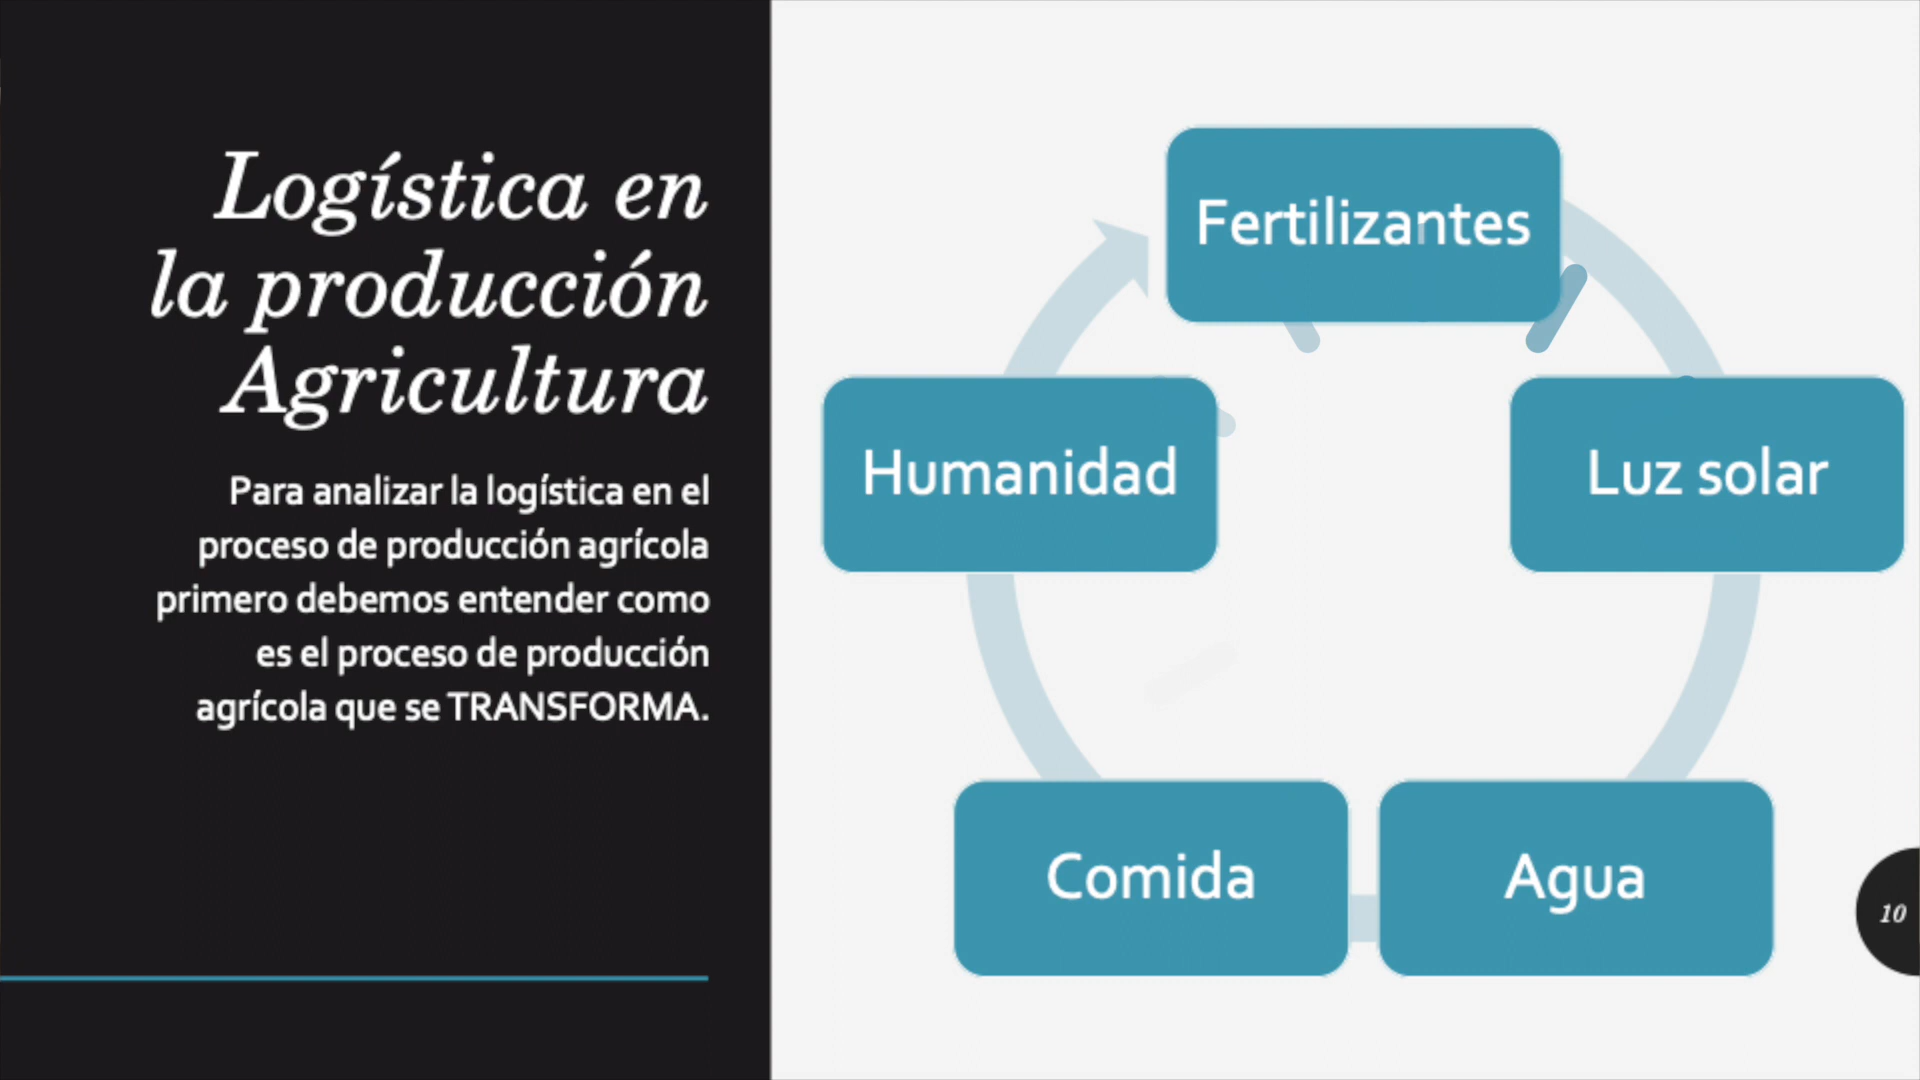 Logística en
la producción
Agricultura
Para analizar la logística en el
proceso de producción agrícola
primero debemos entender como
es el proceso de producción
agrícola que se TRANSFORMA.
Fertilizantes
Humanidad
Luz solar
Comida
Agua
10